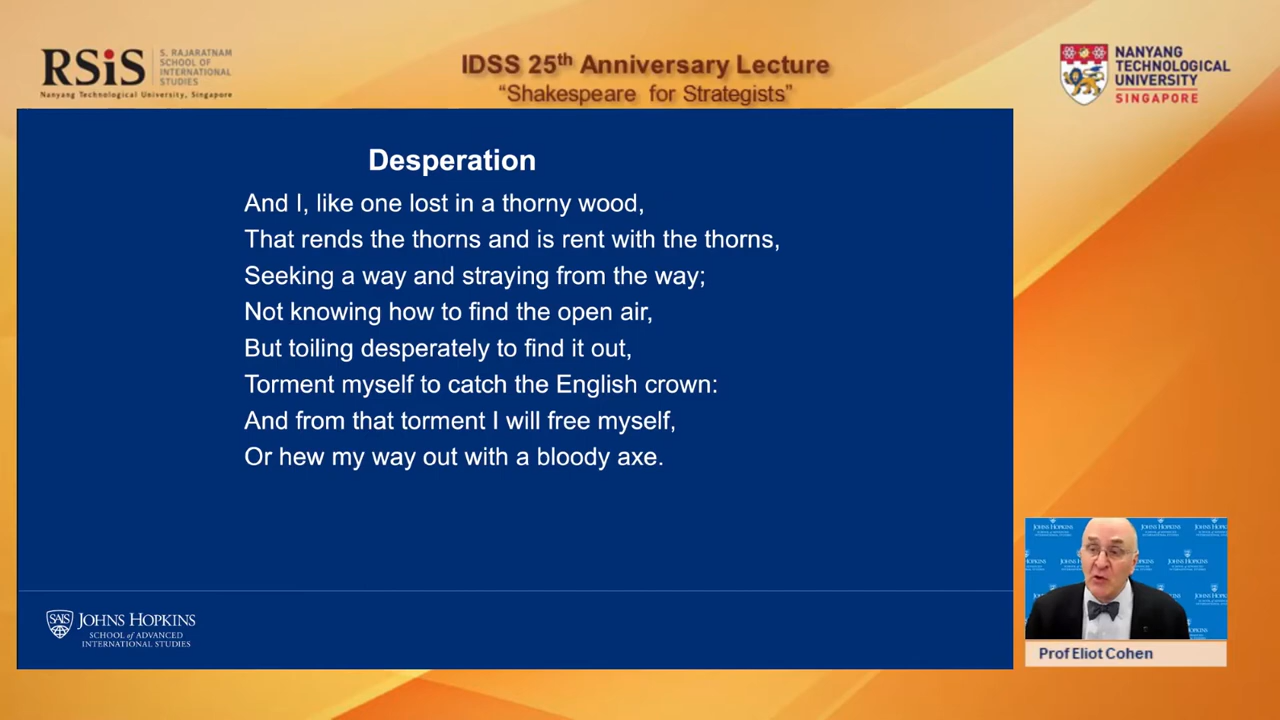 RSiS
S. RAJARATNAM
SCHOOL OF
INTERNATIONAL
STUDIES
Nanyang Technological University, Singapore
IDSS 25th Anniversary Lecture
“Shakespeare for Strategists”
NANYANG
TECHNOLOGICAL
UNIVERSITY
SINGAPORE
Desperation
And I, like one lost in a thorny wood,
That rends the thorns and is rent with the thorns,
Seeking a way and straying from the way;
Not knowing how to find the open air,
But toiling desperately to find it out,
Torment myself to catch the English crown:
And from that torment I will free myself,
Or hew my way out with a bloody axe.
SAIS
JOHNS HOPKINS
SCHOOL of ADVANCED
INTERNATIONAL STUDIES
JOHNS HOPKINS
Prof Eliot Cohen